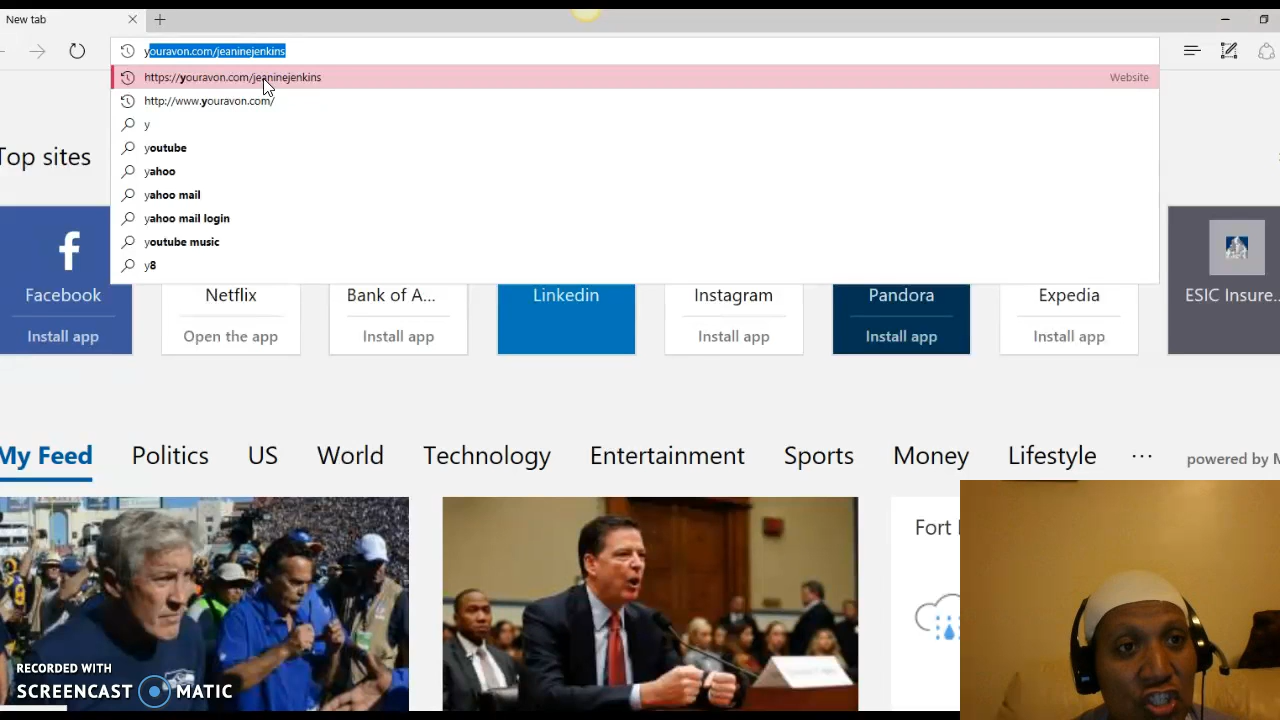 New tab
youravon.com/jeaninejenkins
https://youravon.com/jeaninejenkins
Website
http://www.youravon.com/
y
youtube
yahoo
yahoo mail
yahoo mail login
youtube music
y8
Top sites
Facebook
Install app
Netflix
Open the app
Bank of A...
Install app
Linkedin
Instagram
Install app
Pandora
Install app
Expedia
Install app
ESIC Insure...
My Feed
Politics
US
World
Technology
Entertainment
Sports
Money
Lifestyle
...
powered by M
Fort
RECORDED WITH
SCREENCAST MATIC